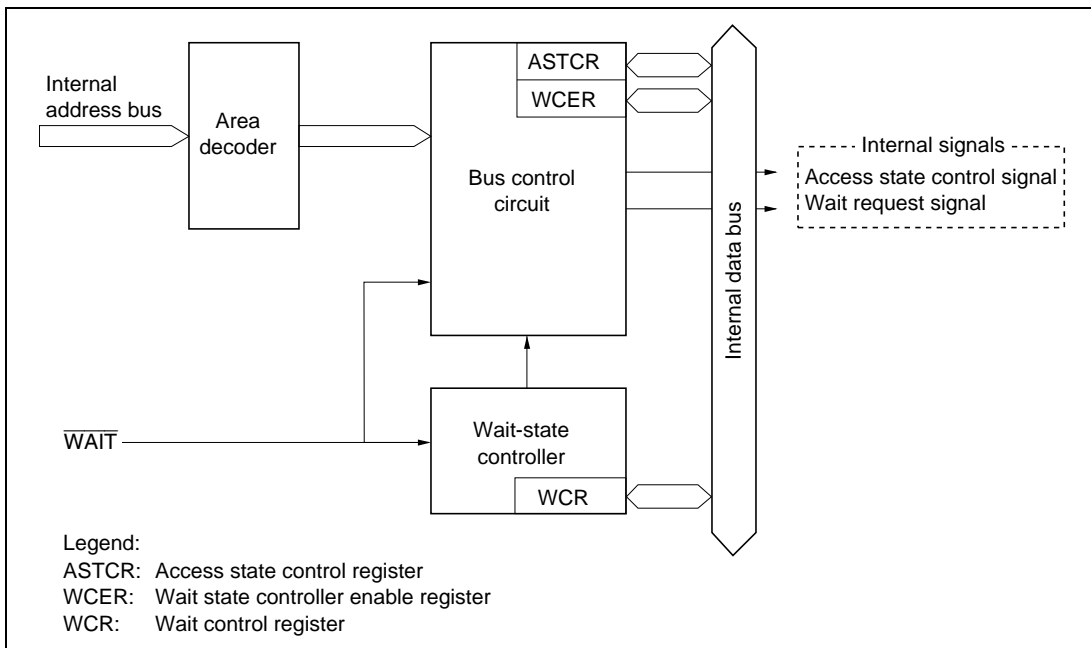 Internal
address bus
Area
decoder
ASTCR
WCER
Bus control
circuit
Internal signals
Access state control signal
Wait request signal
Internal data bus
WAIT
Wait-state
controller
WCR
Legend:
ASTCR: Access state control register
WCER: Wait state controller enable register
WCR: Wait control register